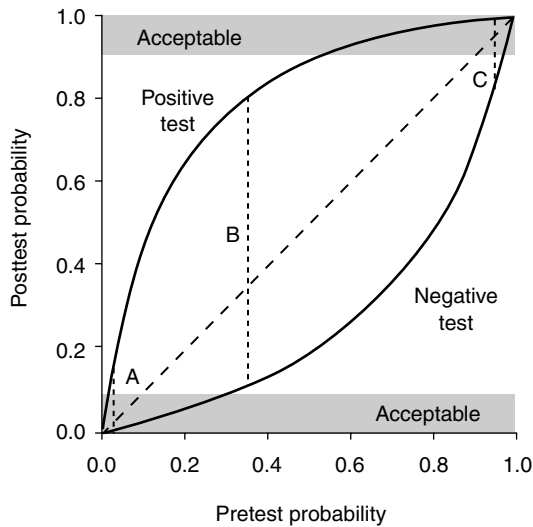 1.0
Acceptable
C
0.8
Positive
test
0.6
B
0.4
Negative
test
0.2
A
Acceptable
0.0
0.0 0.2 0.4 0.6 0.8 1.0
Pretest probability
Posttest probability